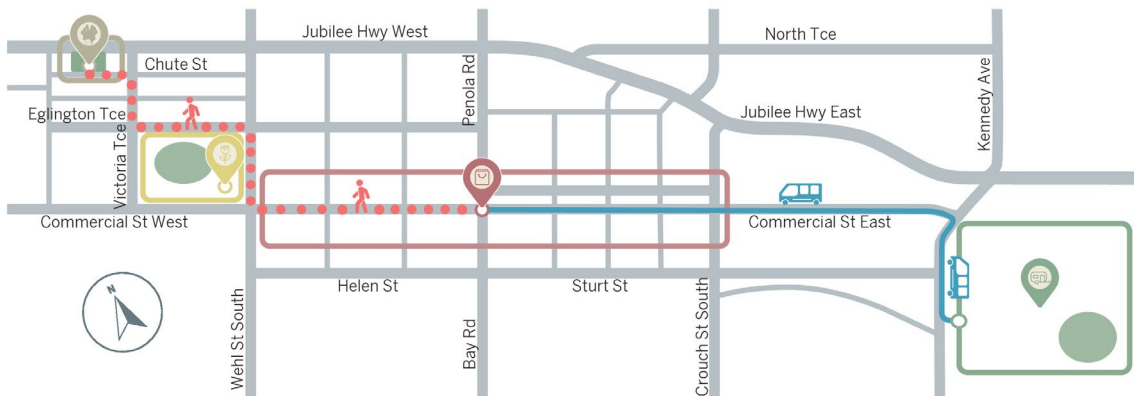 Jubilee Hwy West
North Tce
Chute St
Penola Rd
Kennedy Ave
Eglington Tce
Jubilee Hwy East
Victoria Tce
Commercial St West
Commercial St East
N
Helen St
Sturt St
Wehl St South
Bay Rd
Crouch St South